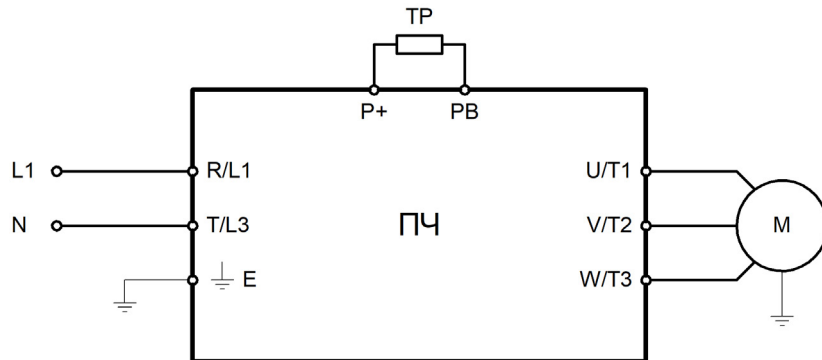 ТР
P+ PB
L1 R/L1 U/T1
N T/L3 ПЧ V/T2 M
E W/T3